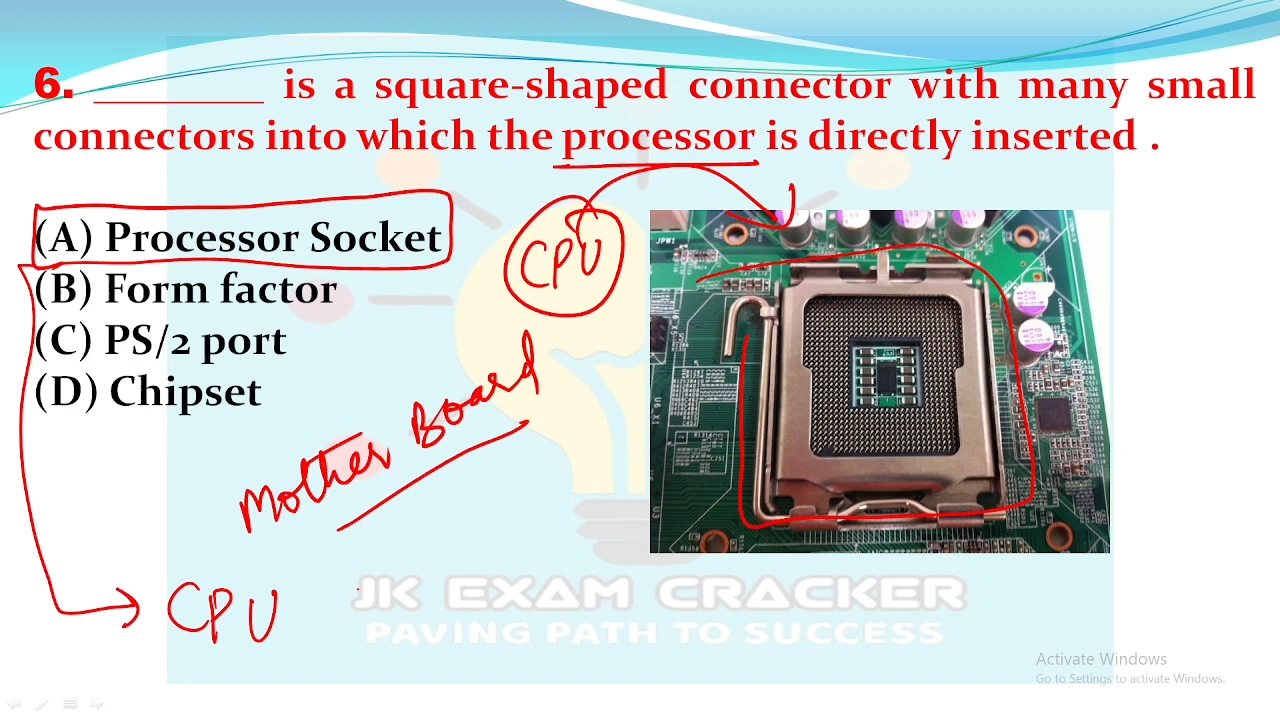 6. ________ is a square-shaped connector with many small
connectors into which the processor is directly inserted .
(A) Processor Socket
(B) Form factor
(C) PS/2 port
(D) Chipset
CPU
Mother Board
CPU
JPW1
JK EXAM CRACKER
PAVING PATH TO SUCCESS
Activate Windows
Go to Settings to activate Windows.